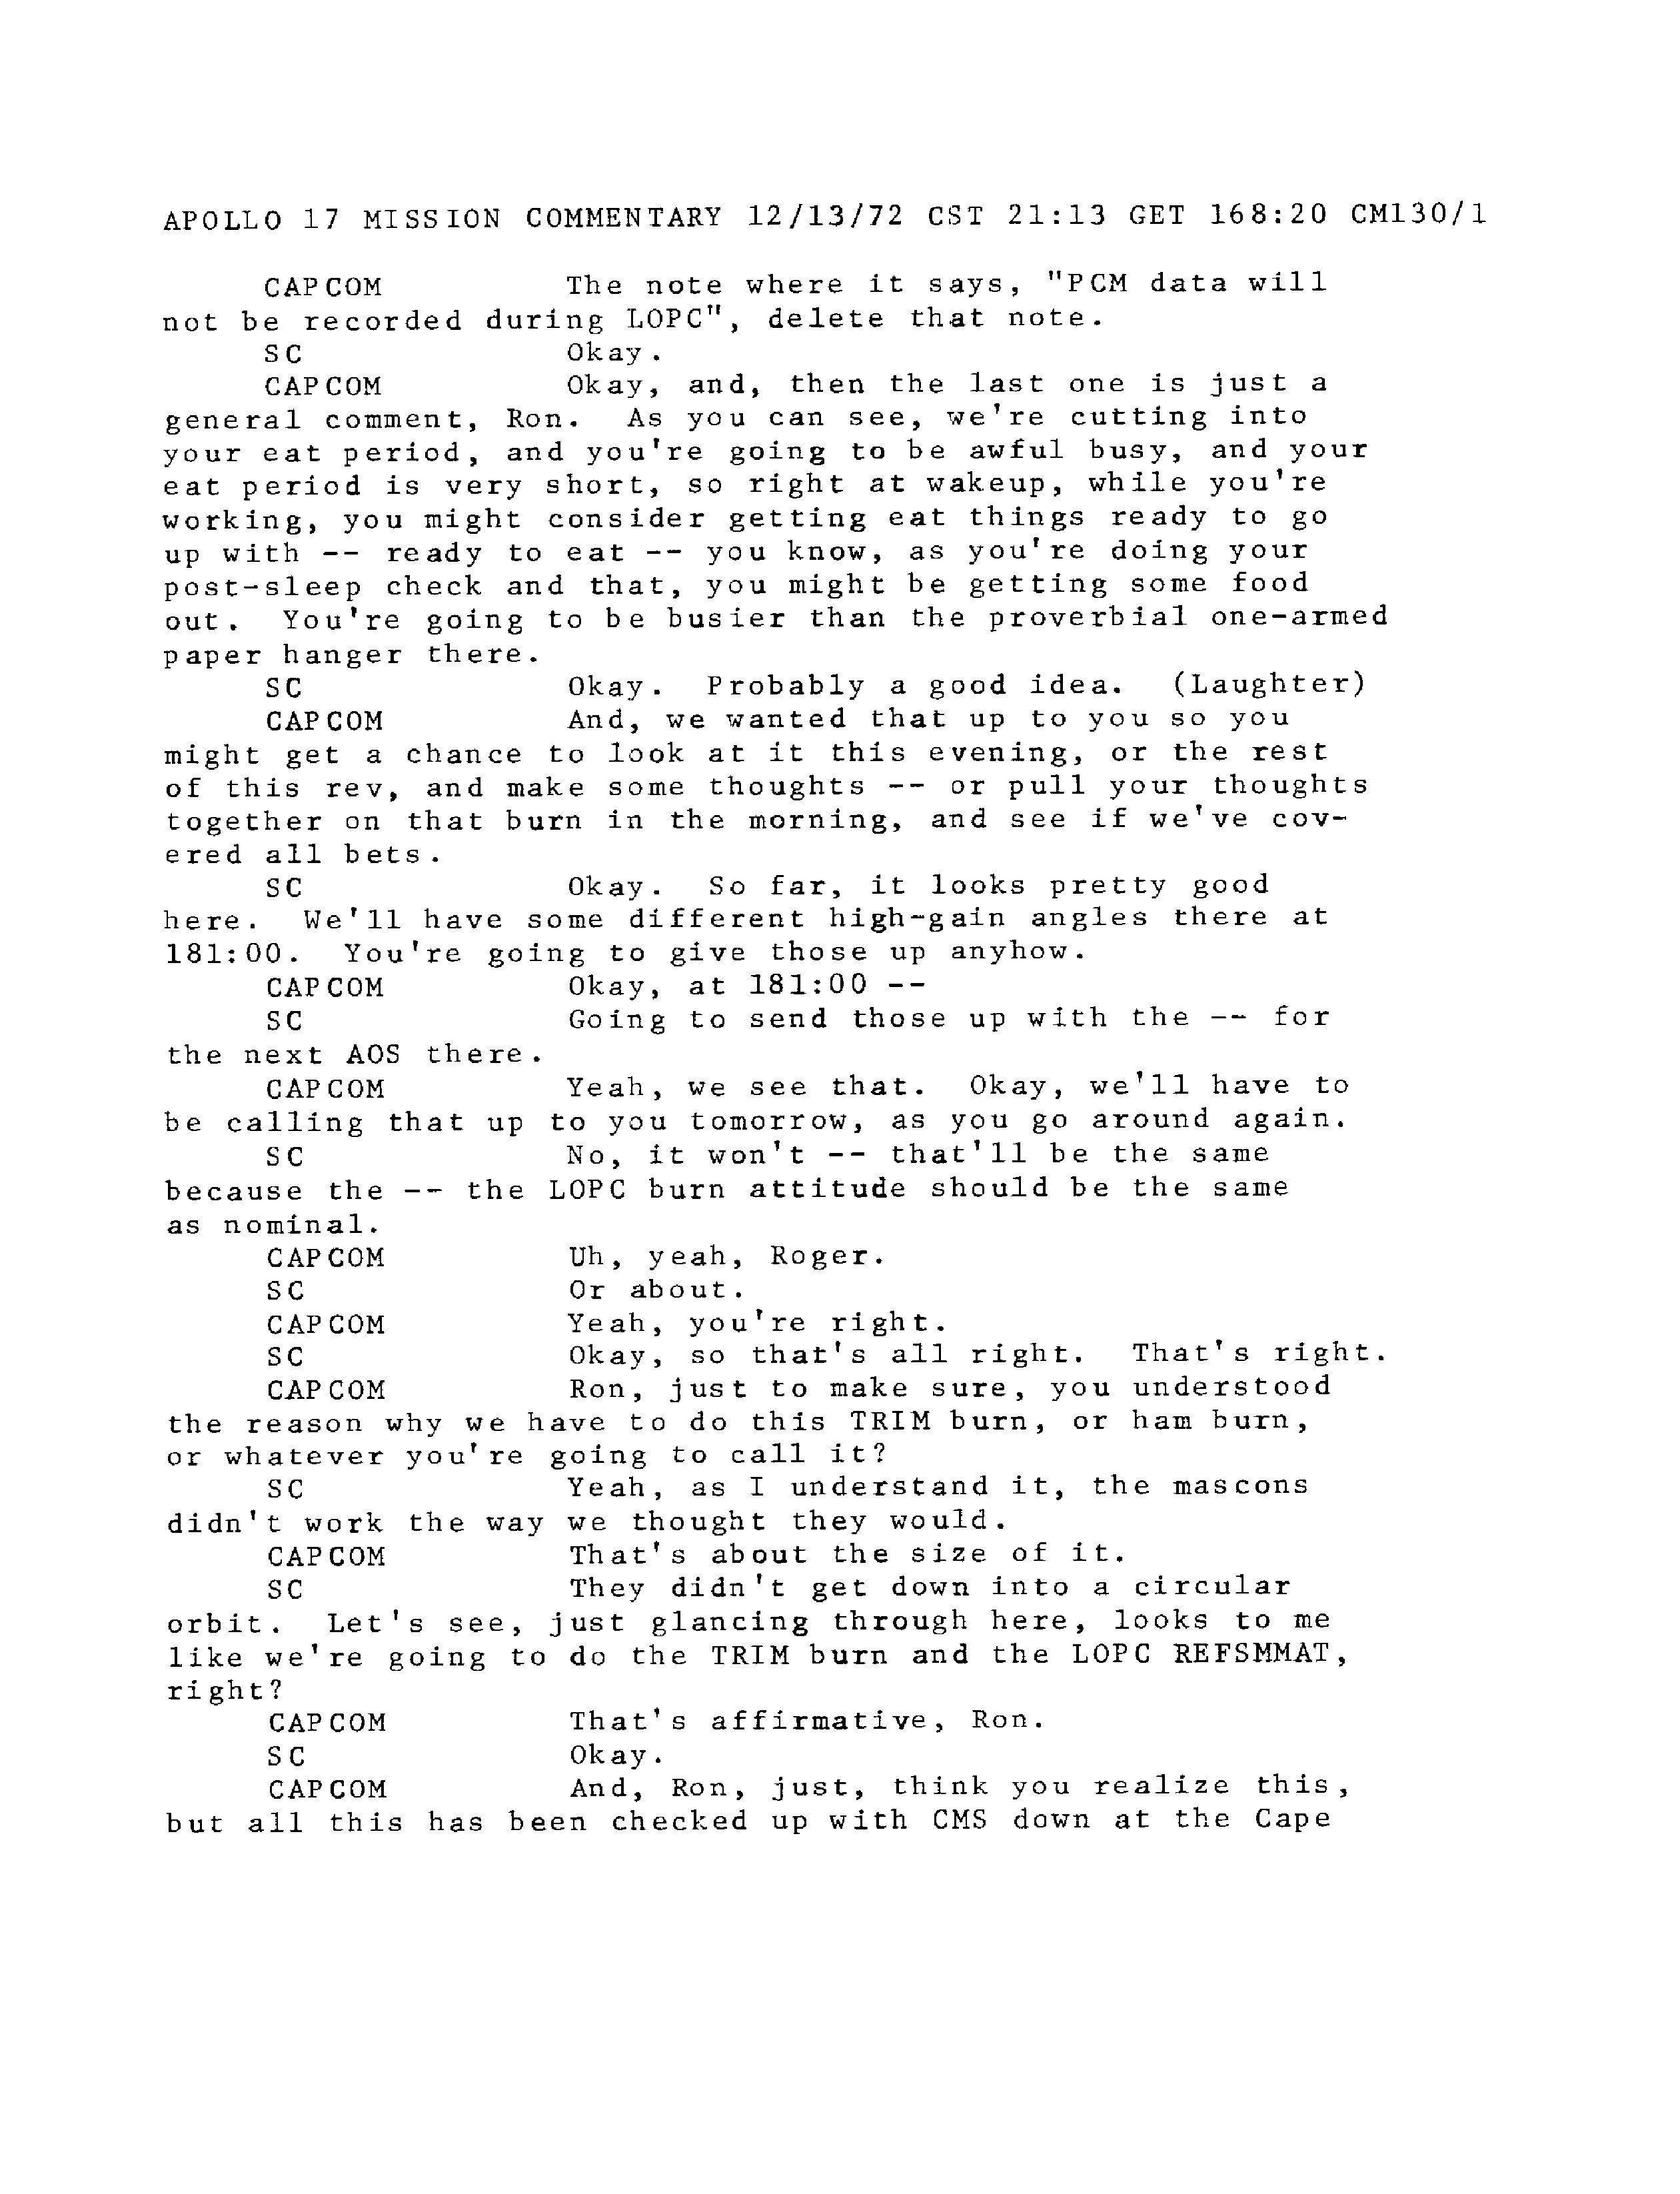 APOLLO 17 MISSION COMMENTARY 12/13/72 CST 21:13 GET 168:20 CM130/1
CAPCOM The note where it says, "PCM data will
not be recorded during LOPC", delete that note.
SC Okay.
CAPCOM Okay, and, then the last one is just a
general comment, Ron. As you can see, we're cutting into
your eat period, and you're going to be awful busy, and your
eat period is very short, so right at wakeup, while you're
working, you might consider getting eat things ready to go
up with -- ready to eat -- you know, as you're doing your
post-sleep check and that, you might be getting some food
out. You're going to be busier than the proverbial one-armed
paper hanger there.
SC Okay. Probably a good idea. (Laughter)
CAPCOM And, we wanted that up to you so you
might get a chance to look at it this evening, or the rest
of this rev, and make some thoughts -- or pull your thoughts
together on that burn in the morning, and see if we've cov-
ered all bets.
SC Okay. So far, it looks pretty good
here. We'll have some different high-gain angles there at
181:00. You're going to give those up anyhow.
CAPCOM Okay, at 181:00 --
SC Going to send those up with the -- for
the next AOS there.
CAPCOM Yeah, we see that. Okay, we'll have to
be calling that up to you tomorrow, as you go around again.
SC No, it won't -- that'll be the same
because the -- the LOPC burn attitude should be the same
as nominal.
CAPCOM Uh, yeah, Roger.
SC Or about.
CAPCOM Yeah, you're right.
SC Okay, so that's all right. That's right.
CAPCOM Ron, just to make sure, you understood
the reason why we have to do this TRIM burn, or ham burn,
or whatever you're going to call it?
SC Yeah, as I understand it, the mascons
didn't work the way we thought they would.
CAPCOM That's about the size of it.
SC They didn't get down into a circular
orbit. Let's see, just glancing through here, looks to me
like we're going to do the TRIM burn and the LOPC REFSMMAT,
right?
CAPCOM That's affirmative, Ron.
SC Okay.
CAPCOM And, Ron, just, think you realize this,
but all this has been checked up with CMS down at the Cape